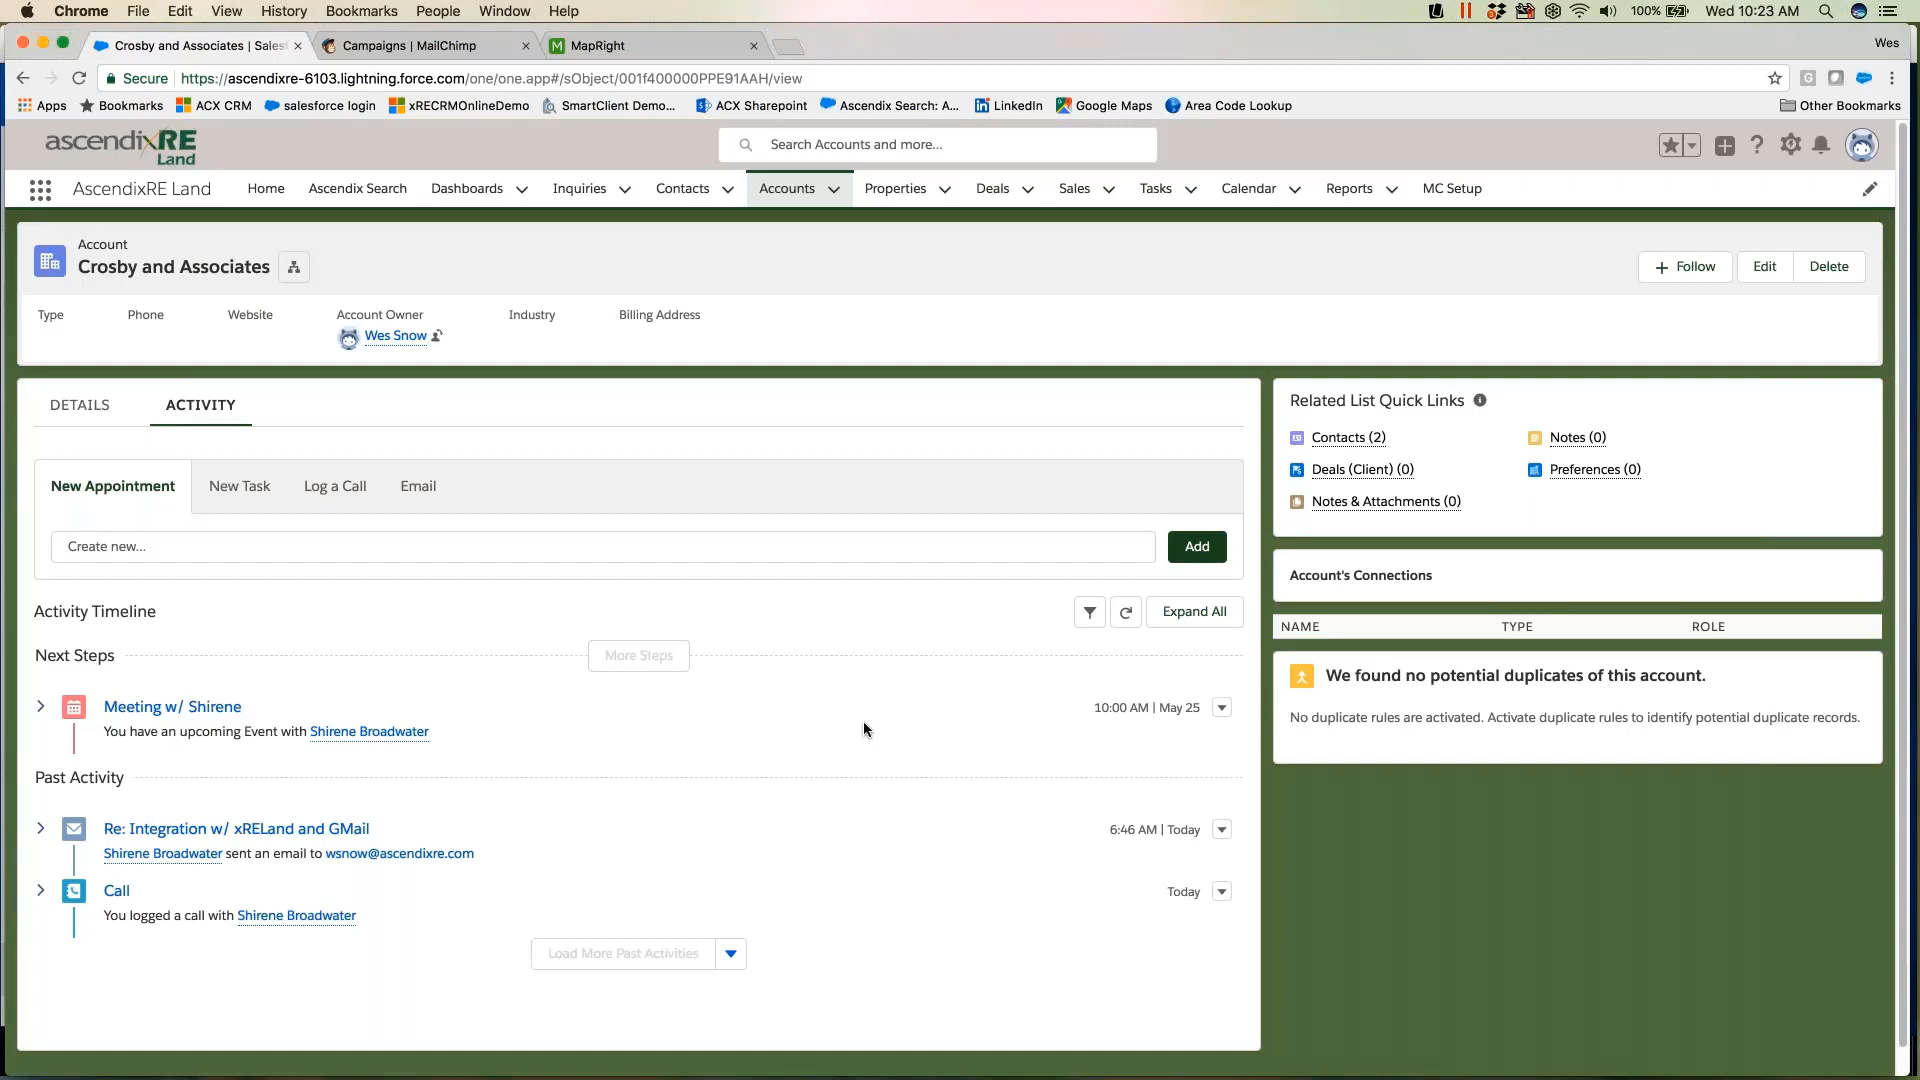 Chrome File Edit View History Bookmarks People Window Help 100% Wed 10:23 AM
Crosby and Associates | Sales Campaigns | MailChimp MapRight Wes
Secure https://ascendixre-6103.lightning.force.com/one/one.app#/sObject/001f400000PPE91AAH/view
Apps Bookmarks ACX CRM salesforce login xRECRMOnlineDemo SmartClient Demo... ACX Sharepoint Ascendix Search: A... LinkedIn Google Maps Area Code Lookup Other Bookmarks
ascendixRE
Land
Search Accounts and more...
AscendixRE Land Home Ascendix Search Dashboards Inquiries Contacts Accounts Properties Deals Sales Tasks Calendar Reports MC Setup
Account
Crosby and Associates
Follow Edit Delete
Type Phone Website Account Owner Industry Billing Address
Wes Snow
DETAILS ACTIVITY
New Appointment New Task Log a Call Email
Create new... Add
Activity Timeline Expand All
Next Steps More Steps
Meeting w/ Shirene 10:00 AM | May 25
You have an upcoming Event with Shirene Broadwater
Past Activity
Re: Integration w/ xRELand and GMail 6:46 AM | Today
Shirene Broadwater sent an email to wsnow@ascendixre.com
Call Today
You logged a call with Shirene Broadwater
Load More Past Activities
Related List Quick Links
Contacts (2) Notes (0)
Deals (Client) (0) Preferences (0)
Notes & Attachments (0)
Account's Connections
NAME TYPE ROLE
We found no potential duplicates of this account.
No duplicate rules are activated. Activate duplicate rules to identify potential duplicate records.